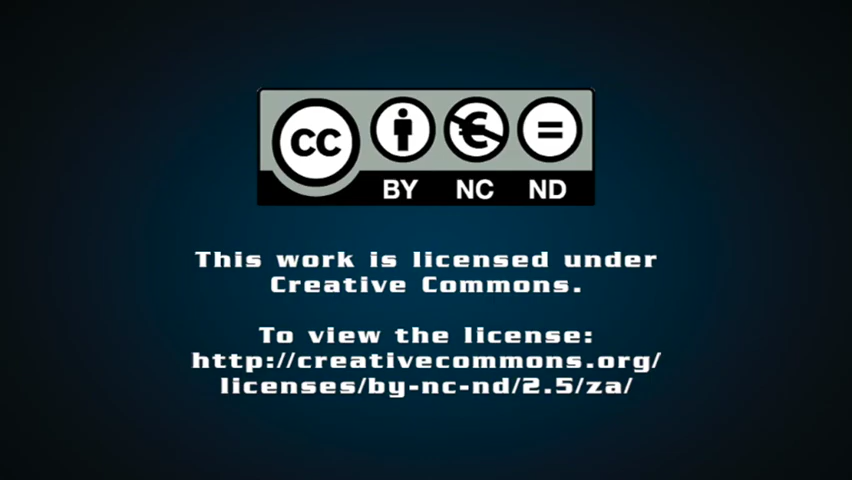 CC
BY NC ND
This work is licensed under
Creative Commons.
To view the license:
http://creativecommons.org/
licenses/by-nc-nd/2.5/za/